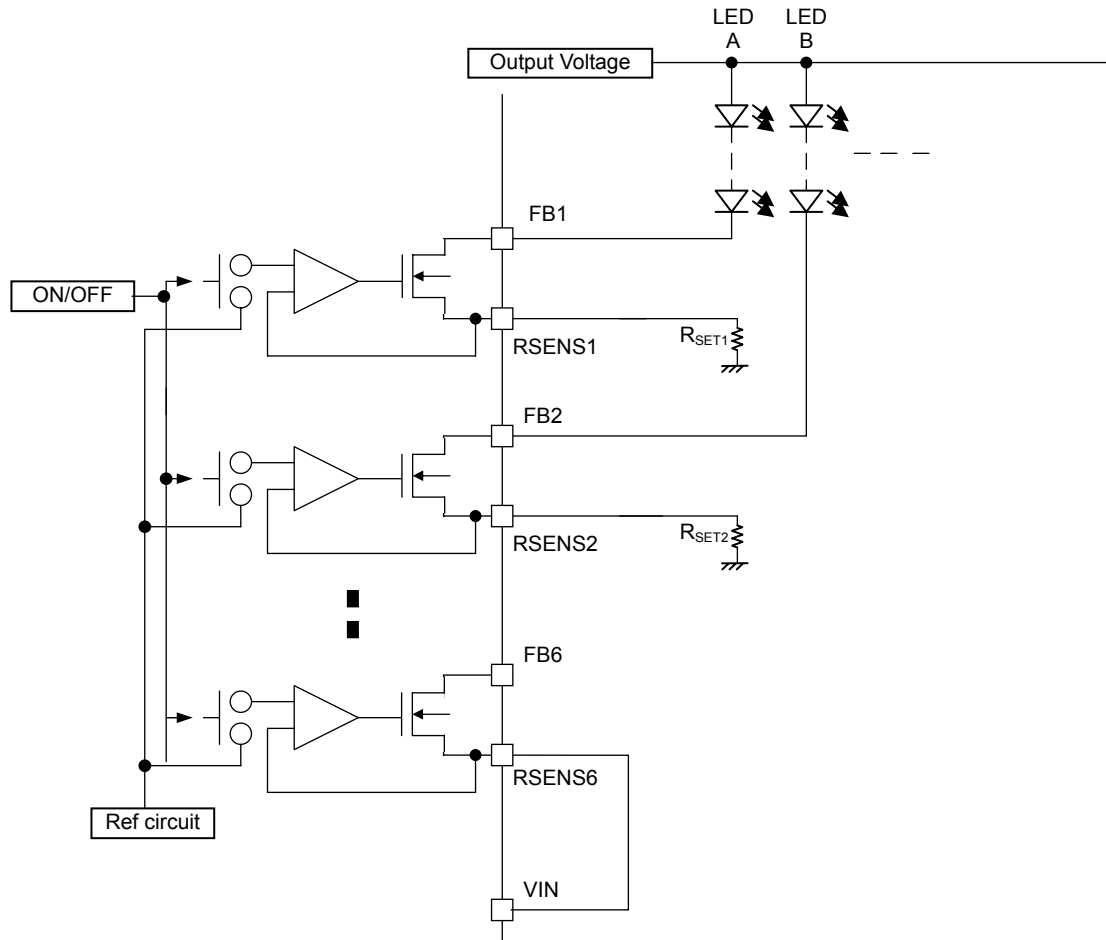 LED
A
LED
B
Output Voltage
FB1
ON/OFF
RSENS1
RSET1
FB2
RSENS2
RSET2
FB6
RSENS6
Ref circuit
VIN